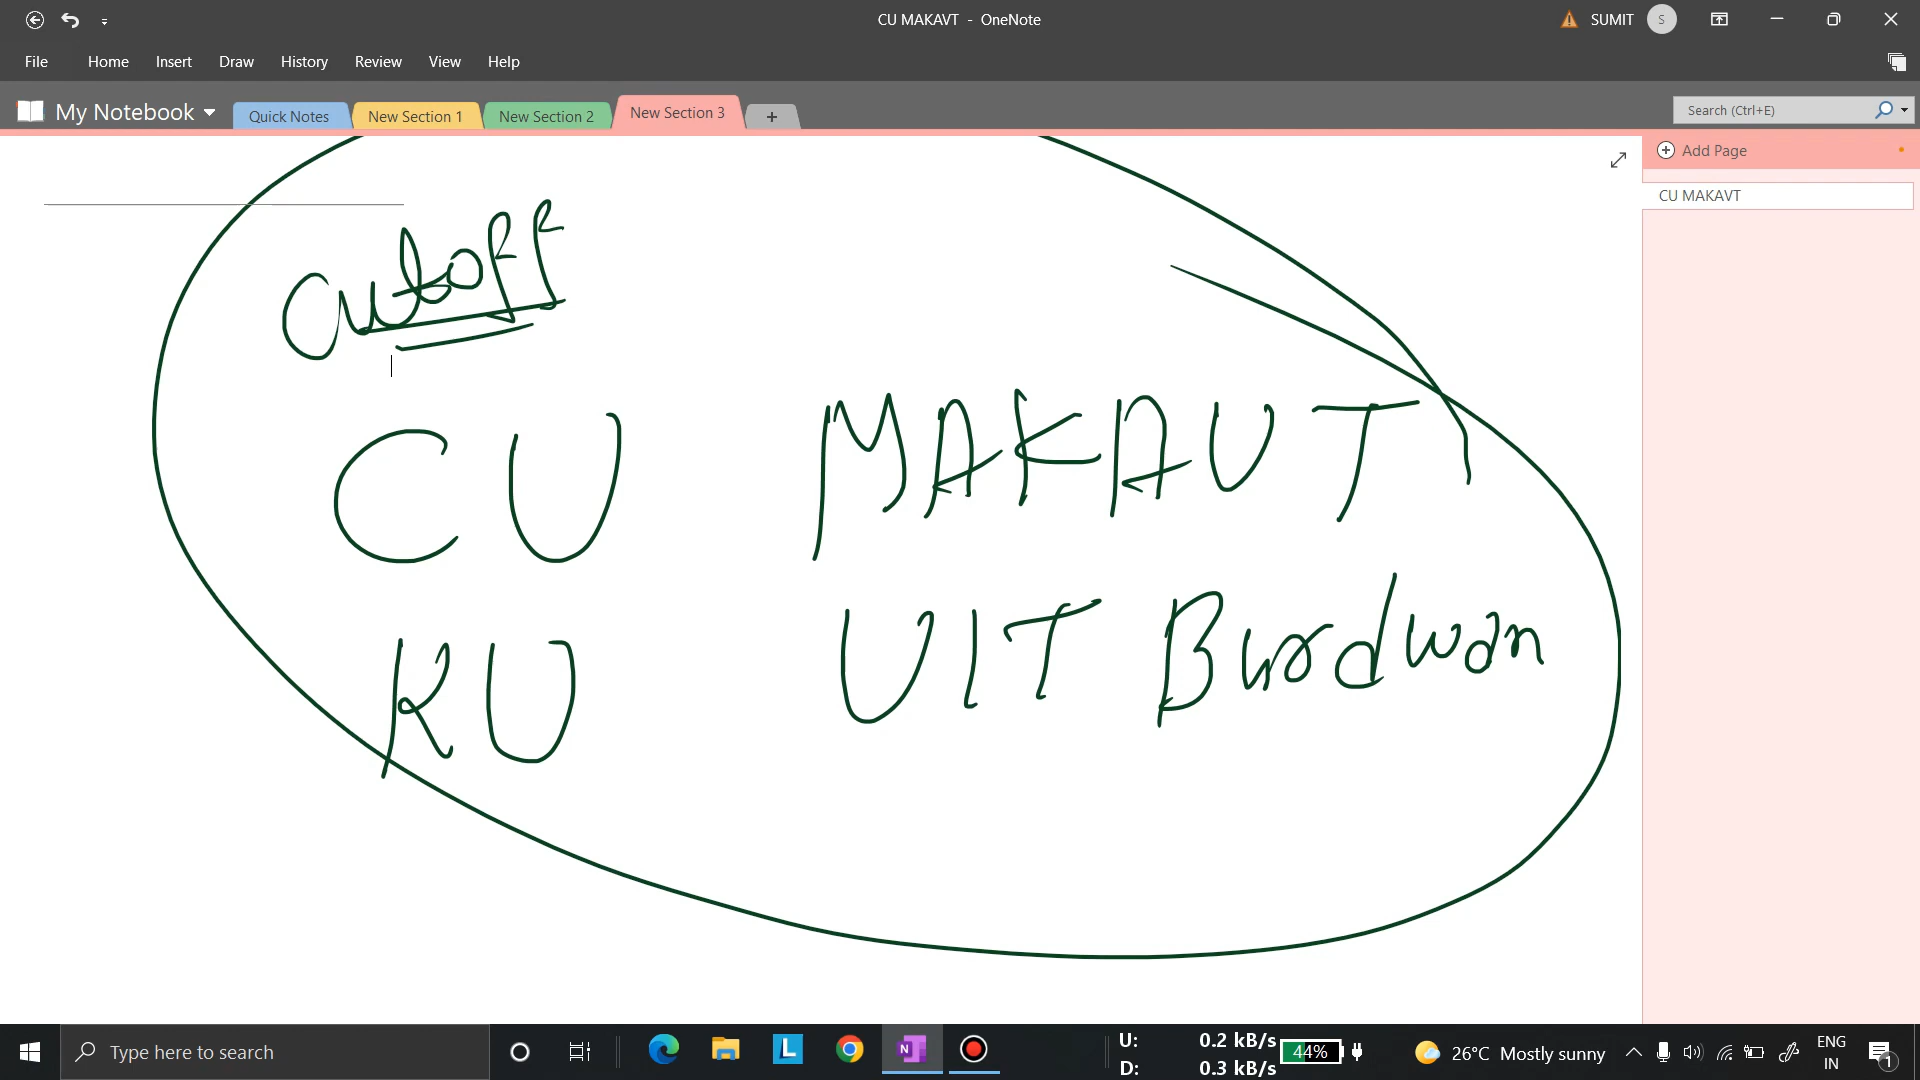 CU MAKAVT - OneNote
SUMIT S
File Home Insert Draw History Review View Help
My Notebook Quick Notes New Section 1 New Section 2 New Section 3 +
Search (Ctrl+E)
Add Page
CU MAKAVT
cutoff
CU MAKAUT
KU UIT Burdwan
Type here to search
L
N
U: 0.2 kB/s
D: 0.3 kB/s
44%
26°C Mostly sunny
ENG
IN
1